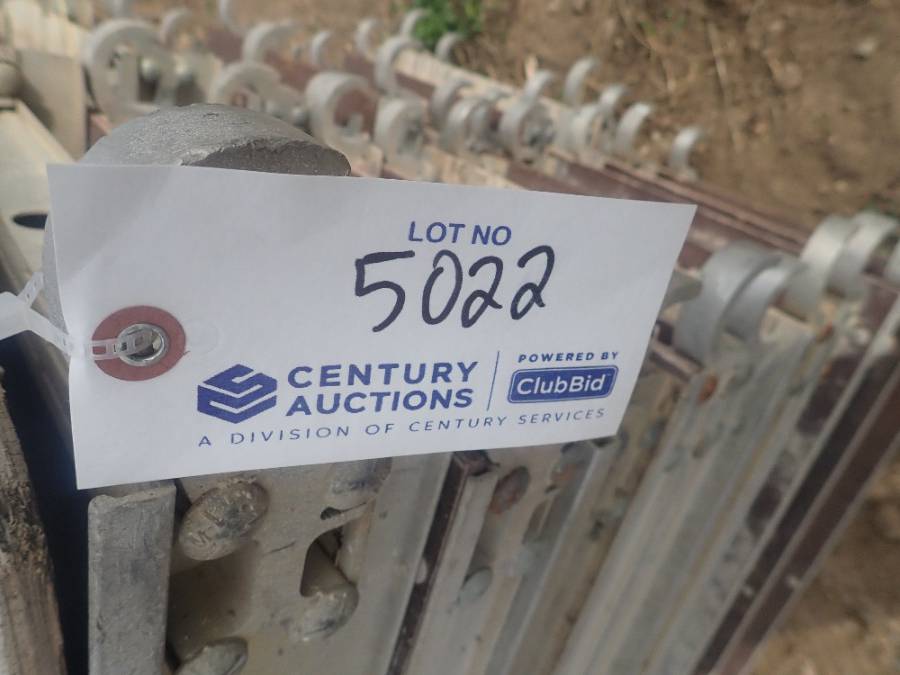 LOT NO
5022
CENTURY
AUCTIONS
POWERED BY
ClubBid
A DIVISION OF CENTURY SERVICES